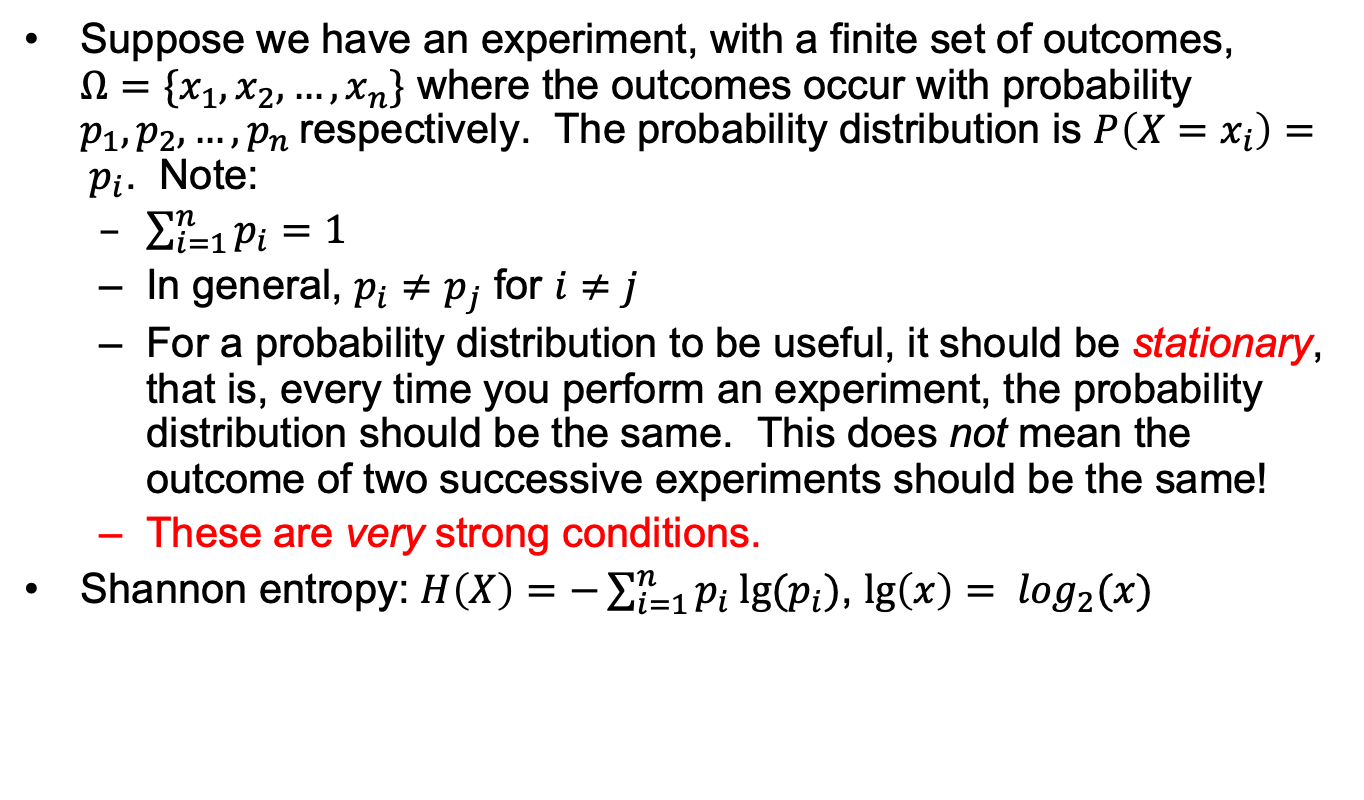 • Suppose we have an experiment, with a finite set of outcomes,
Ω = {x₁, x₂, … , xₙ} where the outcomes occur with probability
p₁, p₂, … , pₙ respectively.  The probability distribution is P(X = xᵢ) =
pᵢ.  Note:
– ∑ⁿᵢ₌₁ pᵢ = 1
– In general, pᵢ ≠ pⱼ for i ≠ j
– For a probability distribution to be useful, it should be stationary,
that is, every time you perform an experiment, the probability
distribution should be the same.  This does not mean the
outcome of two successive experiments should be the same!
– These are very strong conditions.
• Shannon entropy: H(X) = − ∑ⁿᵢ₌₁ pᵢ lg(pᵢ), lg(x) = log₂(x)